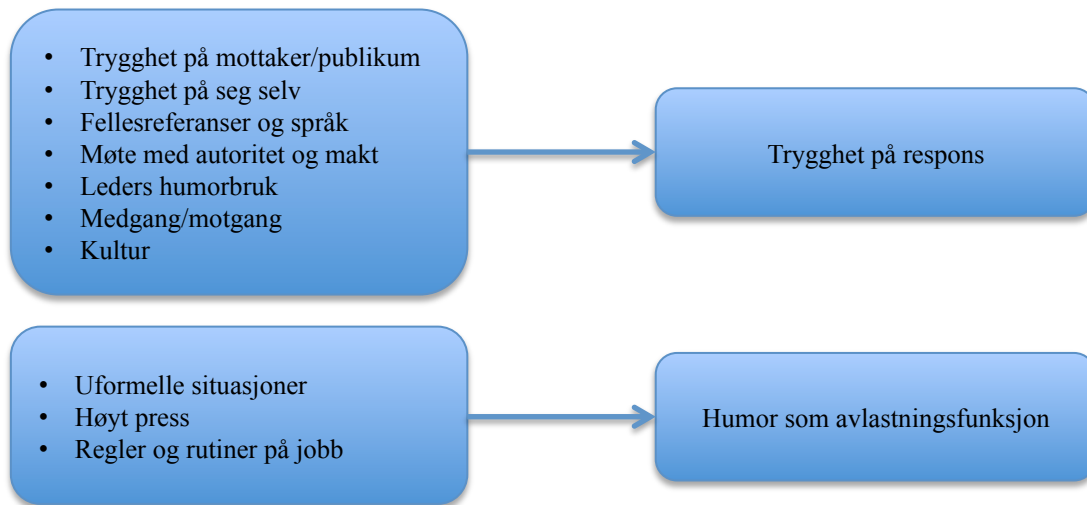 • Trygghet på mottaker/publikum
• Trygghet på seg selv
• Fellesreferanser og språk
• Møte med autoritet og makt
• Leders humorbruk
• Medgang/motgang
• Kultur
Trygghet på respons
• Uformelle situasjoner
• Høyt press
• Regler og rutiner på jobb
Humor som avlastningsfunksjon